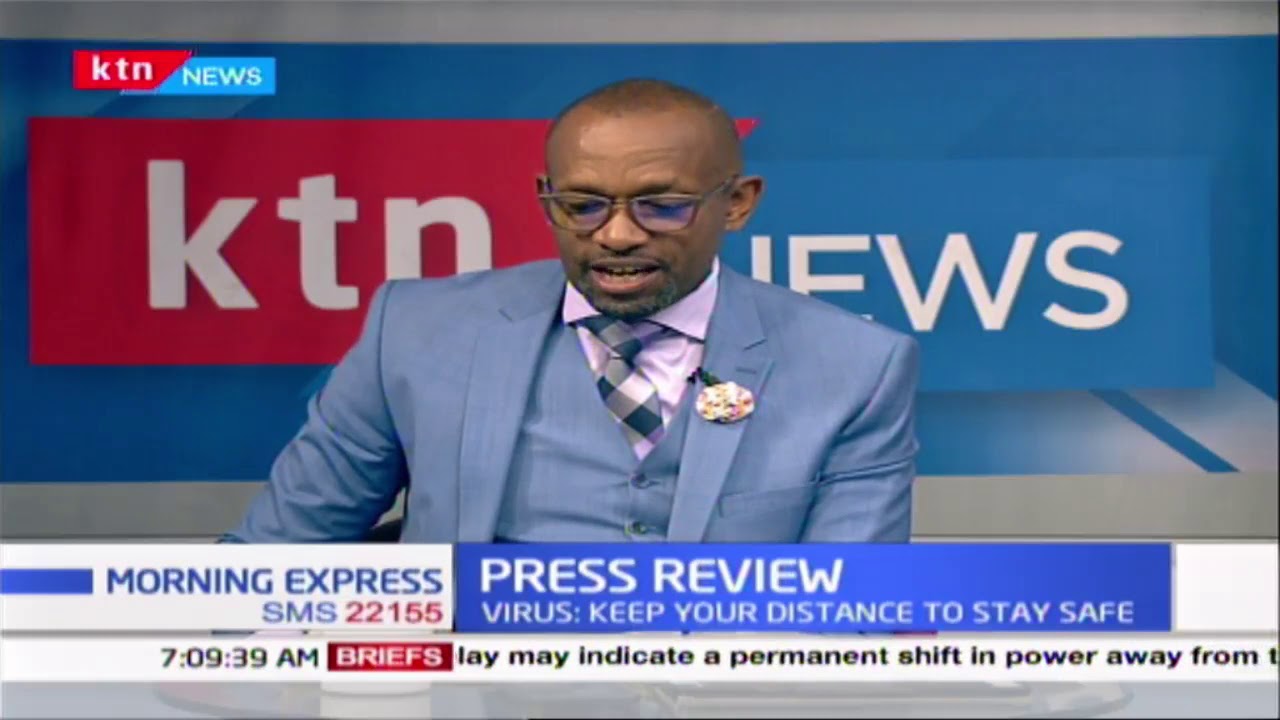 ktn NEWS
ktn NEWS
MORNING EXPRESS
SMS 22155
PRESS REVIEW
VIRUS: KEEP YOUR DISTANCE TO STAY SAFE
7:09:39 AM BRIEFS lay may indicate a permanent shift in power away from t